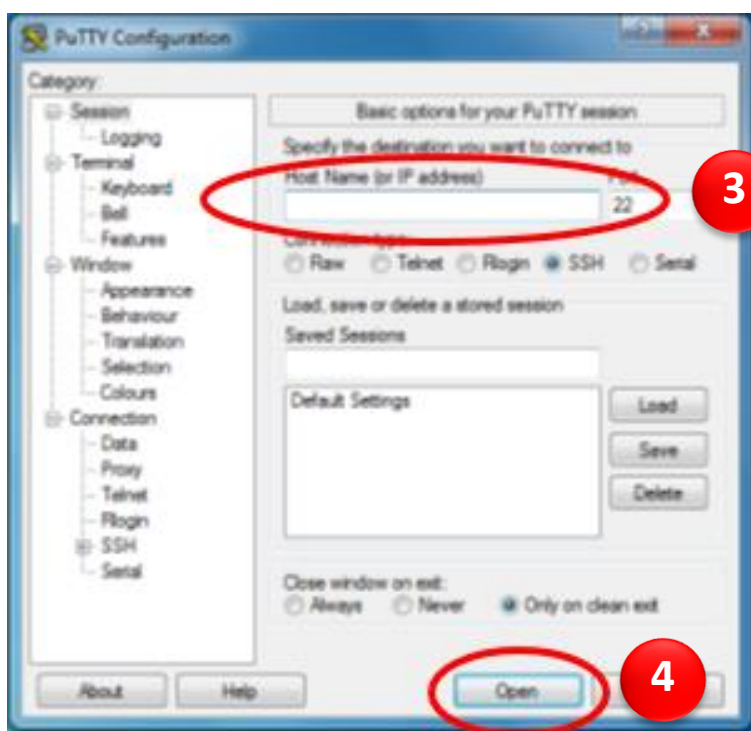 PuTTY Configuration
Category:
Session
Logging
Terminal
Keyboard
Bell
Features
Window
Appearance
Behaviour
Translation
Selection
Colours
Connection
Data
Proxy
Telnet
Rlogin
SSH
Serial
Basic options for your PuTTY session
Specify the destination you want to connect to
Host Name (or IP address)
22
3
Raw Telnet Rlogin SSH Serial
Load, save or delete a stored session
Saved Sessions
Default Settings
Load
Save
Delete
Close window on exit:
Always Never Only on clean exit
About Help Open
4